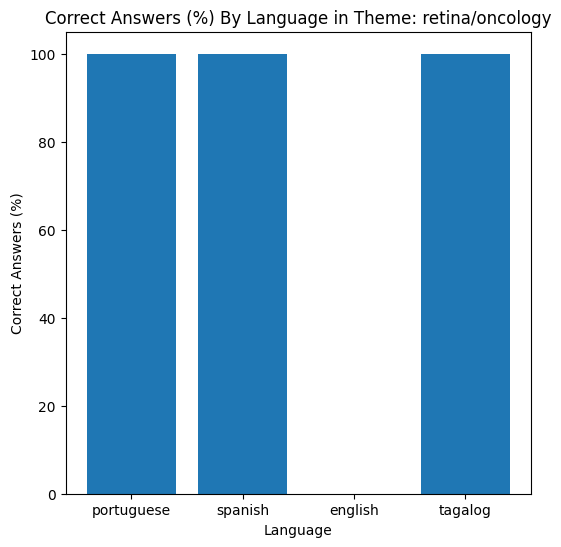 Correct Answers (%) By Language in Theme: retina/oncology
100
80
60
40
20
0
Correct Answers (%)
portuguese spanish english tagalog
Language